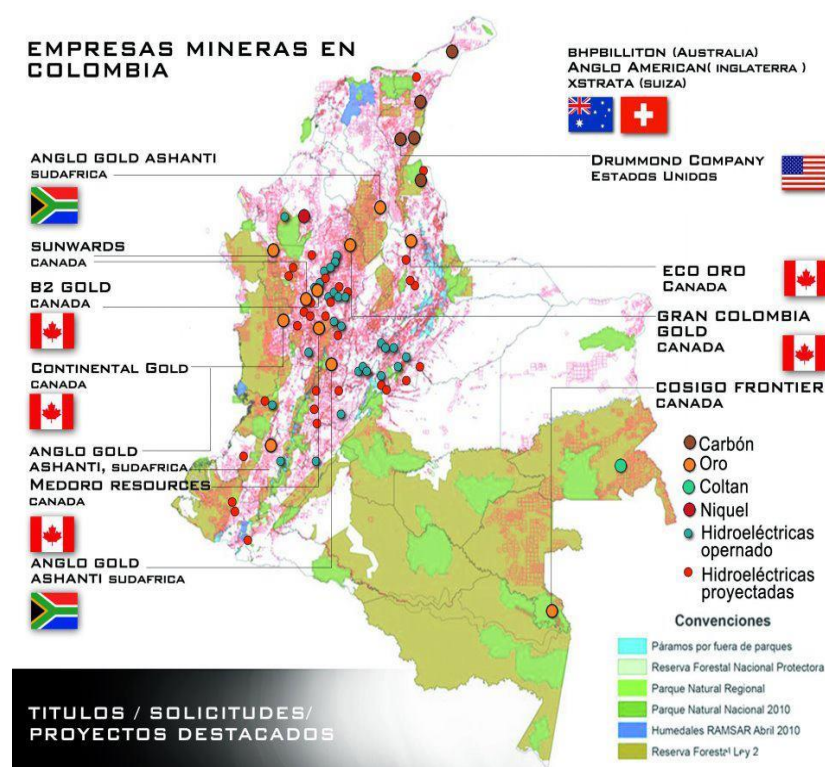 EMPRESAS MINERAS EN
COLOMBIA
BHPBILLITON (AUSTRALIA)
ANGLO AMERICAN( INGLATERRA )
XSTRATA (SUIZA)
ANGLO GOLD ASHANTI
SUDAFRICA
DRUMMOND COMPANY
ESTADOS UNIDOS
SUNWARDS
CANADA
B2 GOLD
CANADA
ECO ORO
CANADA
GRAN COLOMBIA
GOLD
CANADA
CONTINENTAL GOLD
CANADA
COSIGO FRONTIER
CANADA
ANGLO GOLD
ASHANTI, SUDAFRICA
MEDORO RESOURCES
CANADA
ANGLO GOLD
ASHANTI SUDAFRICA
Carbón
Oro
Coltan
Niquel
Hidroeléctricas
opernado
Hidroeléctricas
proyectadas
Convenciones
Páramos por fuera de parques
Reserva Forestal Nacional Protectora
Parque Natural Regional
Parque Natural Nacional 2010
Humedales RAMSAR Abril 2010
Reserva Forestel Ley 2
TITULOS / SOLICITUDES/
PROYECTOS DESTACADOS